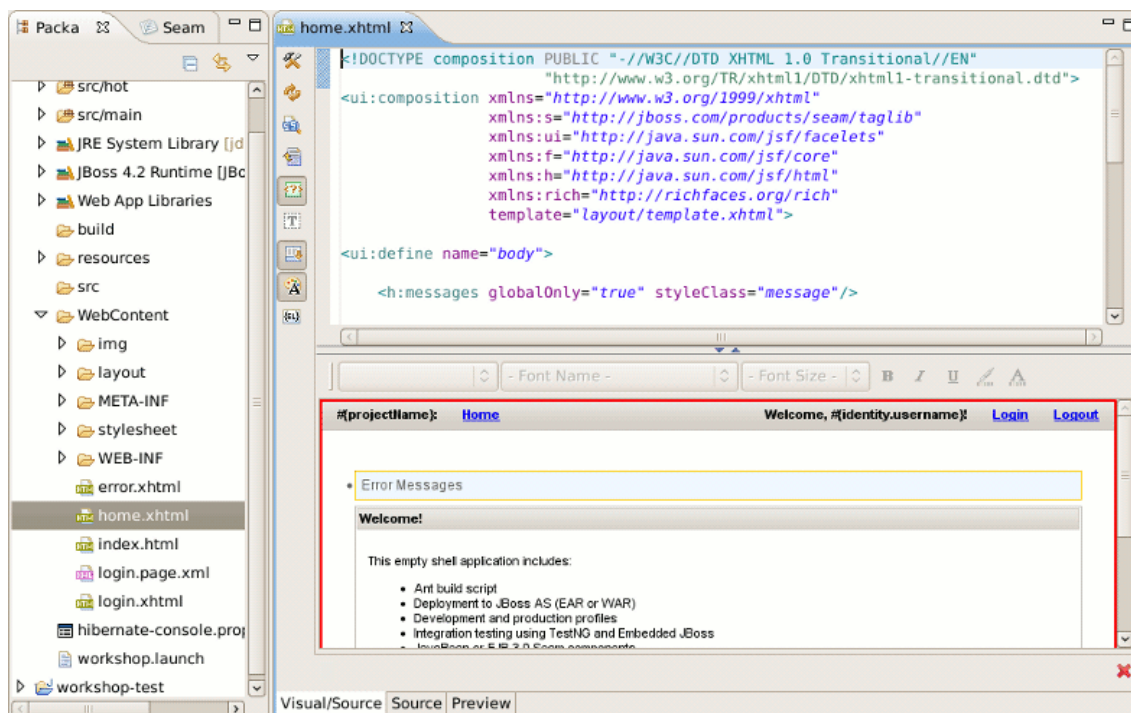 Packa
Seam
src/hot
src/main
JRE System Library [jd
JBoss 4.2 Runtime [JBo
Web App Libraries
build
resources
src
WebContent
img
layout
META-INF
stylesheet
WEB-INF
error.xhtml
home.xhtml
index.html
login.page.xml
login.xhtml
hibernate-console.prop
workshop.launch
workshop-test
home.xhtml
<!DOCTYPE composition PUBLIC "-//W3C//DTD XHTML 1.0 Transitional//EN"
"http://www.w3.org/TR/xhtml1/DTD/xhtml1-transitional.dtd">
<ui:composition xmlns="http://www.w3.org/1999/xhtml"
xmlns:s="http://jboss.com/products/seam/taglib"
xmlns:ui="http://java.sun.com/jsf/facelets"
xmlns:f="http://java.sun.com/jsf/core"
xmlns:h="http://java.sun.com/jsf/html"
xmlns:rich="http://richfaces.org/rich"
template="layout/template.xhtml">
<ui:define name="body">
<h:messages globalOnly="true" styleClass="message"/>
- Font Name -
- Font Size -
B I U A
#{projectName}: Home Welcome, #{identity.username}! Login Logout
• Error Messages
Welcome!
This empty shell application includes:
• Ant build script
• Deployment to JBoss AS (EAR or WAR)
• Development and production profiles
• Integration testing using TestNG and Embedded JBoss
• JavaBean or EJB 3.0 Seam components
Visual/Source Source Preview